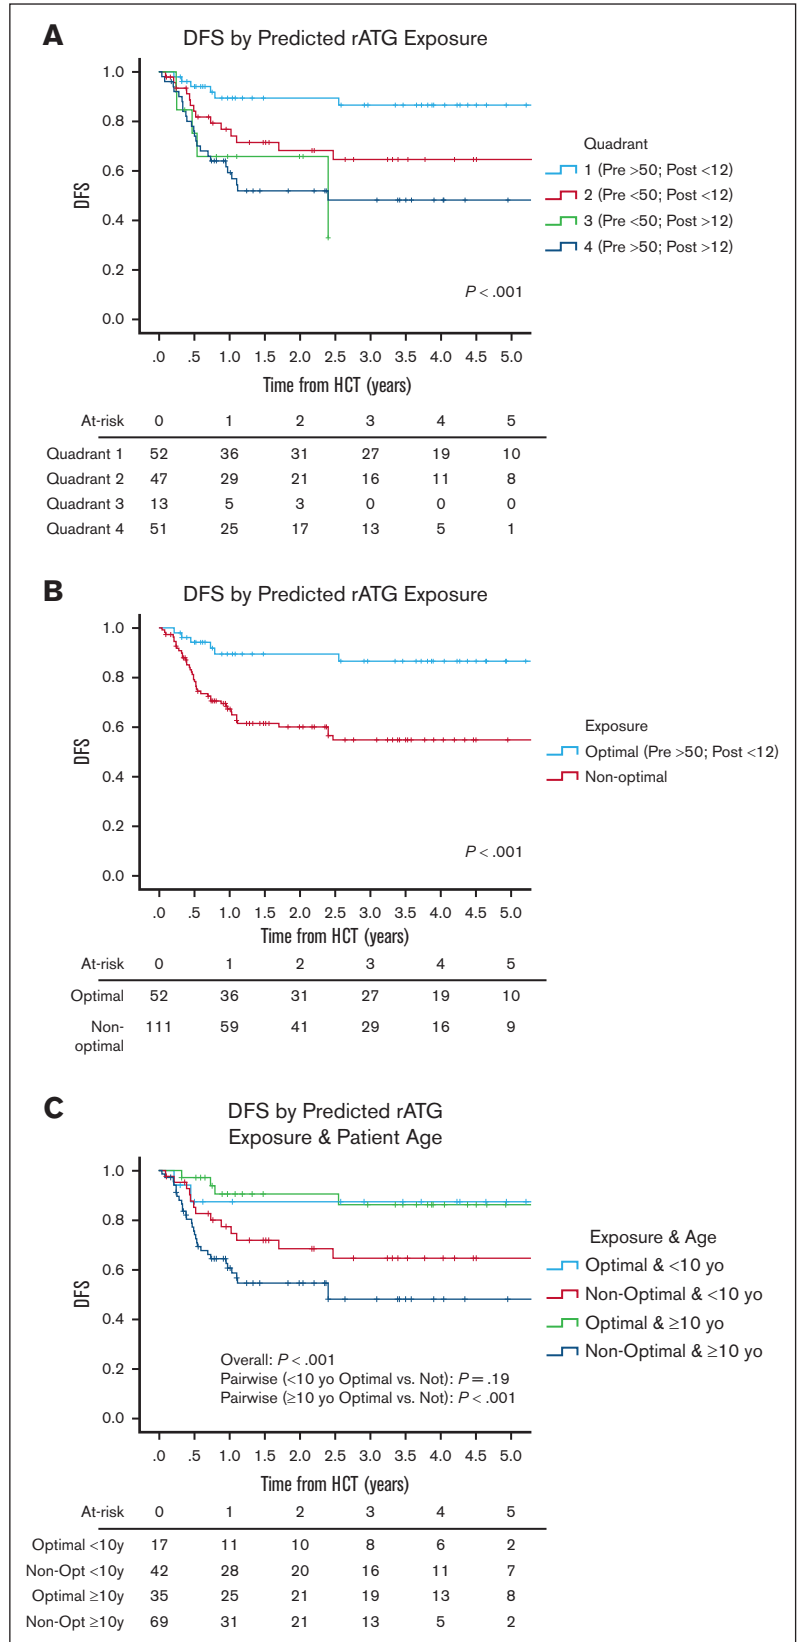 A
DFS by Predicted rATG Exposure
1.0
0.8
0.6
0.4
0.2
0.0
DFS
Quadrant
1 (Pre >50; Post <12)
2 (Pre <50; Post <12)
3 (Pre <50; Post >12)
4 (Pre >50; Post >12)
P < .001
.0 .5 1.0 1.5 2.0 2.5 3.0 3.5 4.0 4.5 5.0
Time from HCT (years)
At-risk 0 1 2 3 4 5
Quadrant 1 52 36 31 27 19 10
Quadrant 2 47 29 21 16 11 8
Quadrant 3 13 5 3 0 0 0
Quadrant 4 51 25 17 13 5 1
B
DFS by Predicted rATG Exposure
1.0
0.8
0.6
0.4
0.2
0.0
DFS
Exposure
Optimal (Pre >50; Post <12)
Non-optimal
P < .001
.0 .5 1.0 1.5 2.0 2.5 3.0 3.5 4.0 4.5 5.0
Time from HCT (years)
At-risk 0 1 2 3 4 5
Optimal 52 36 31 27 19 10
Non- 111 59 41 29 16 9
optimal
C
DFS by Predicted rATG
Exposure & Patient Age
1.0
0.8
0.6
0.4
0.2
0.0
DFS
Exposure & Age
Optimal & <10 yo
Non-Optimal & <10 yo
Optimal & ≥10 yo
Non-Optimal & ≥10 yo
Overall: P < .001
Pairwise (<10 yo Optimal vs. Not): P = .19
Pairwise (≥10 yo Optimal vs. Not): P < .001
.0 .5 1.0 1.5 2.0 2.5 3.0 3.5 4.0 4.5 5.0
Time from HCT (years)
At-risk 0 1 2 3 4 5
Optimal <10y 17 11 10 8 6 2
Non-Opt <10y 42 28 20 16 11 7
Optimal ≥10y 35 25 21 19 13 8
Non-Opt ≥10y 69 31 21 13 5 2